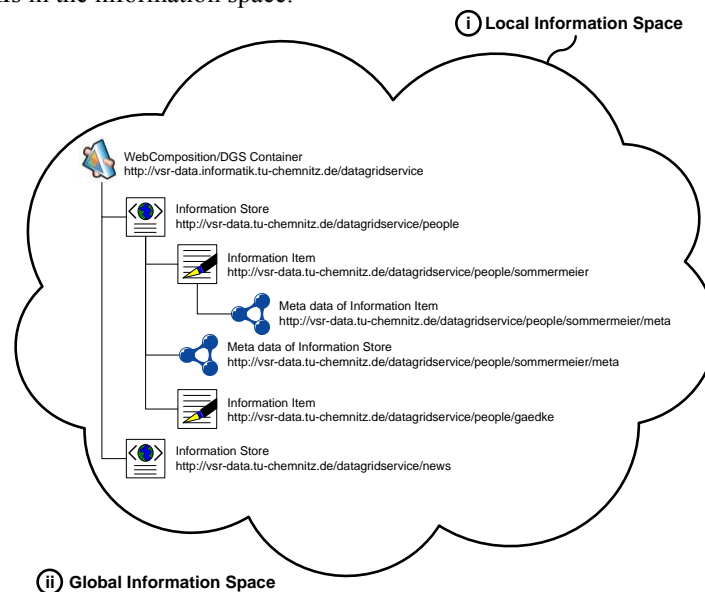 in the information space.
i Local Information Space
WebComposition/DGS Container
http://vsr-data.informatik.tu-chemnitz.de/datagridservice
Information Store
http://vsr-data.tu-chemnitz.de/datagridservice/people
Information Item
http://vsr-data.tu-chemnitz.de/datagridservice/people/sommermeier
Meta data of Information Item
http://vsr-data.tu-chemnitz.de/datagridservice/people/sommermeier/meta
Meta data of Information Store
http://vsr-data.tu-chemnitz.de/datagridservice/people/sommermeier/meta
Information Item
http://vsr-data.tu-chemnitz.de/datagridservice/people/gaedke
Information Store
http://vsr-data.tu-chemnitz.de/datagridservice/news
ii Global Information Space